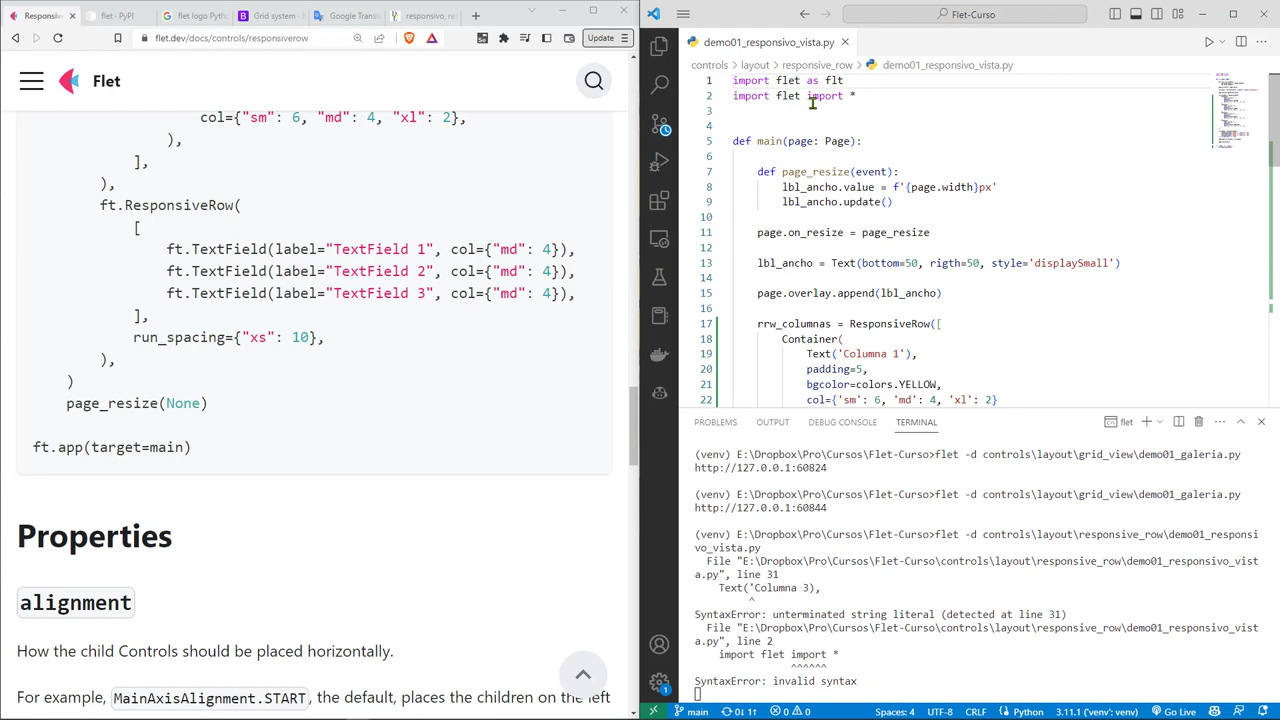 Responsiv
flet · PyPI
flet logo Pytho
Grid system ·
Google Transl
responsivo, re
flet.dev/docs/controls/responsiverow
Update
Flet
col={"sm": 6, "md": 4, "xl": 2},
),
],
),
ft.ResponsiveRow(
[
ft.TextField(label="TextField 1", col={"md": 4}),
ft.TextField(label="TextField 2", col={"md": 4}),
ft.TextField(label="TextField 3", col={"md": 4}),
],
run_spacing={"xs": 10},
),
)
page_resize(None)
ft.app(target=main)
Properties
alignment
How the child Controls should be placed horizontally.
For example, MainAxisAlignment.START, the default, places the children on the left
Flet-Curso
demo01_responsivo_vista.py
controls > layout > responsive_row > demo01_responsivo_vista.py
1 import flet as flt
2 import flet import *
3
4
5 def main(page: Page):
6
7 def page_resize(event):
8 lbl_ancho.value = f'{page.width}px'
9 lbl_ancho.update()
10
11 page.on_resize = page_resize
12
13 lbl_ancho = Text(bottom=50, rigth=50, style='displaySmall')
14
15 page.overlay.append(lbl_ancho)
16
17 rrw_columnas = ResponsiveRow([
18 Container(
19 Text('Columna 1'),
20 padding=5,
21 bgcolor=colors.YELLOW,
22 col={'sm': 6, 'md': 4, 'xl': 2}
PROBLEMS OUTPUT DEBUG CONSOLE TERMINAL
flet
(venv) E:\Dropbox\Pro\Cursos\Flet-Curso>flet -d controls\layout\grid_view\demo01_galeria.py
http://127.0.0.1:60824
(venv) E:\Dropbox\Pro\Cursos\Flet-Curso>flet -d controls\layout\grid_view\demo01_galeria.py
http://127.0.0.1:60844
(venv) E:\Dropbox\Pro\Cursos\Flet-Curso>flet -d controls\layout\responsive_row\demo01_responsi
vo_vista.py
File "E:\Dropbox\Pro\Cursos\Flet-Curso\controls\layout\responsive_row\demo01_responsivo_vist
a.py", line 31
Text('Columna 3),
^
SyntaxError: unterminated string literal (detected at line 31)
File "E:\Dropbox\Pro\Cursos\Flet-Curso\controls\layout\responsive_row\demo01_responsivo_vist
a.py", line 2
import flet import *
^^^^^^
SyntaxError: invalid syntax
main 0↓ 1↑ 0 0 Spaces: 4 UTF-8 CRLF Python 3.11.1 ('venv': venv) Go Live